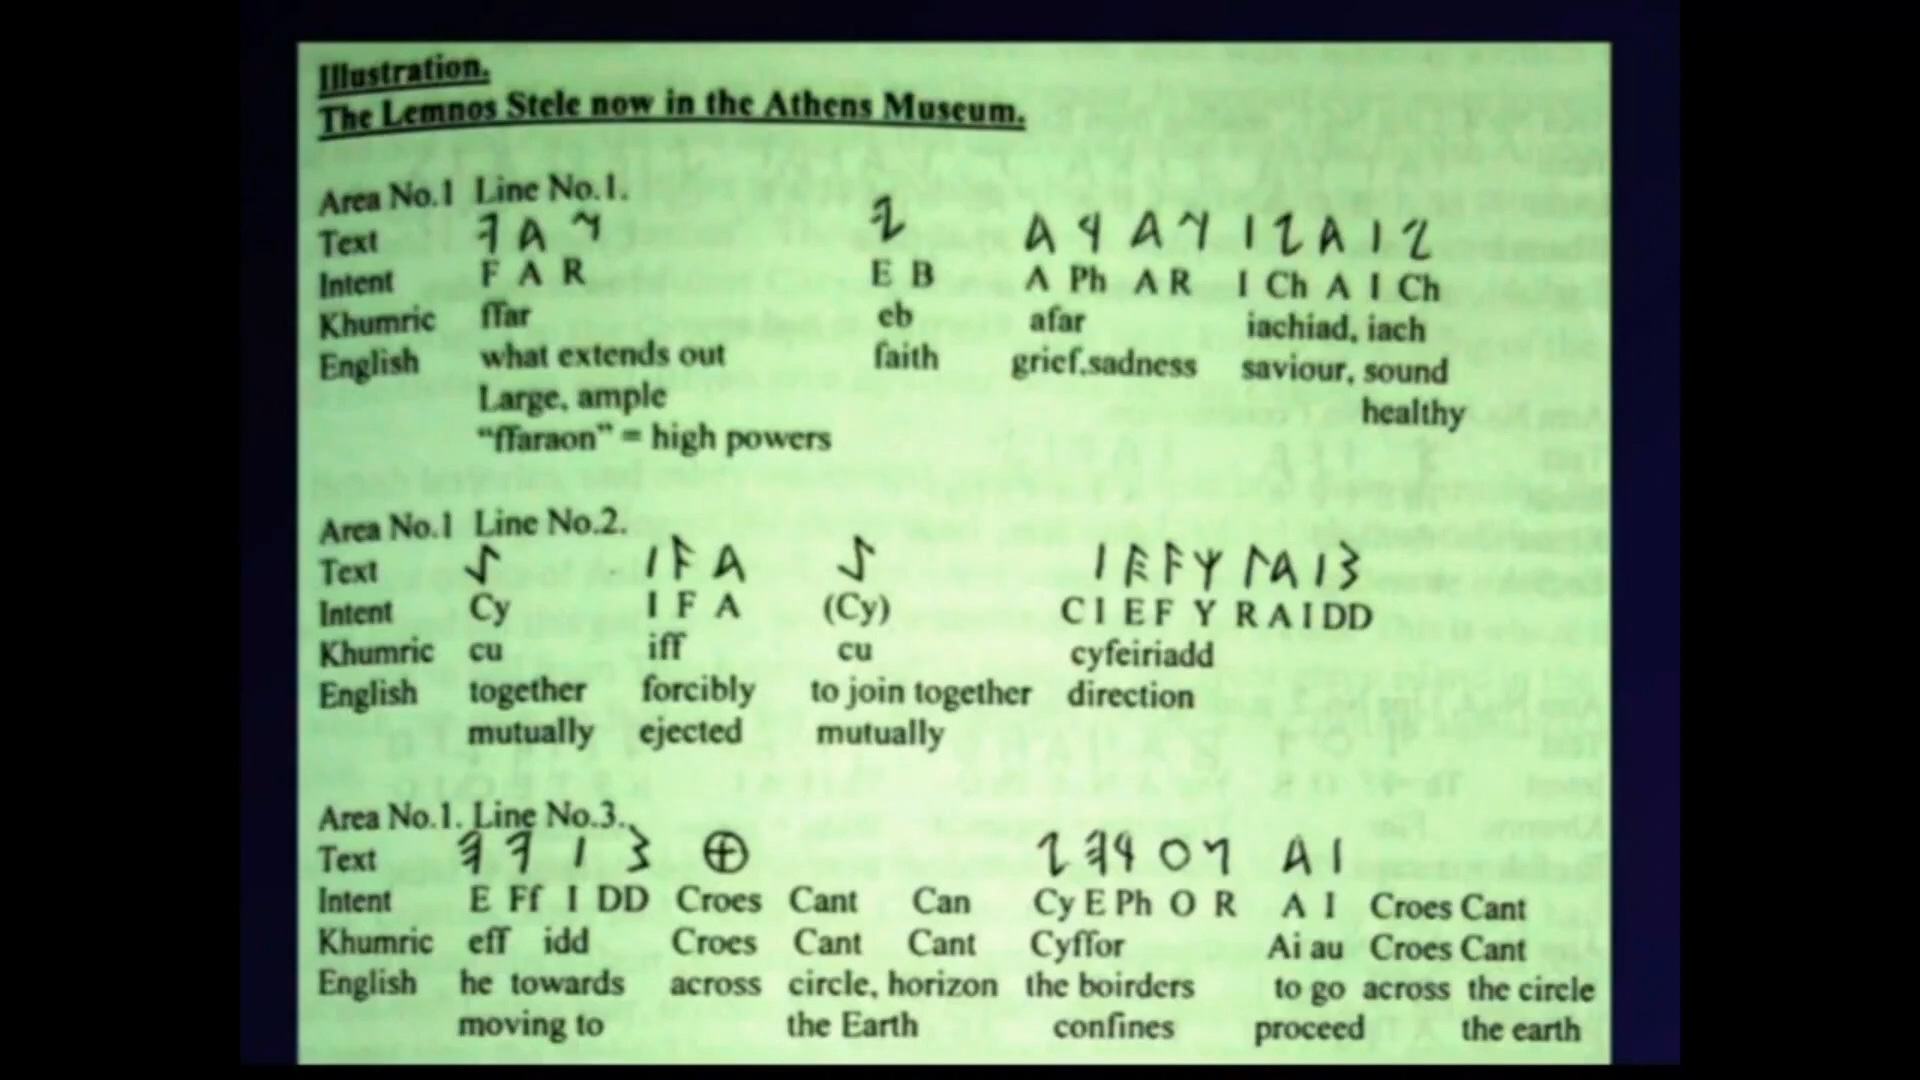 Illustration.
The Lemnos Stele now in the Athens Museum.
Area No.1 Line No.1.
Text
Intent F A R E B A Ph A R I Ch A I Ch
Khumric ffar eb afar iachiad, iach
English what extends out faith grief.sadness saviour, sound
Large, ample healthy
“ffaraon” = high powers
Area No.1 Line No.2.
Text
Intent Cy I F A (Cy) C I E F Y R A I DD
Khumric cu iff cu cyfeiriadd
English together forcibly to join together direction
mutually ejected mutually
Area No.1. Line No.3.
Text
Intent E Ff I DD Croes Cant Can Cy E Ph O R A I Croes Cant
Khumric eff idd Croes Cant Cant Cyffor Ai au Croes Cant
English he towards across circle, horizon the boirders to go across the circle
moving to the Earth confines proceed the earth